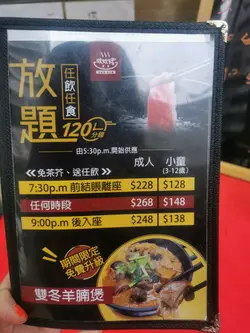 放題
任飲任食
120分鐘
由5:30p.m.開始供應
成人 小童
(3-12歲)
≪免茶芥、送任飲≫
7:30p.m 前結賬離座 $228 $128
任何時段 $268 $148
9:00p.m 後入座 $248 $138
期間限定
免費升級
雙冬羊腩煲